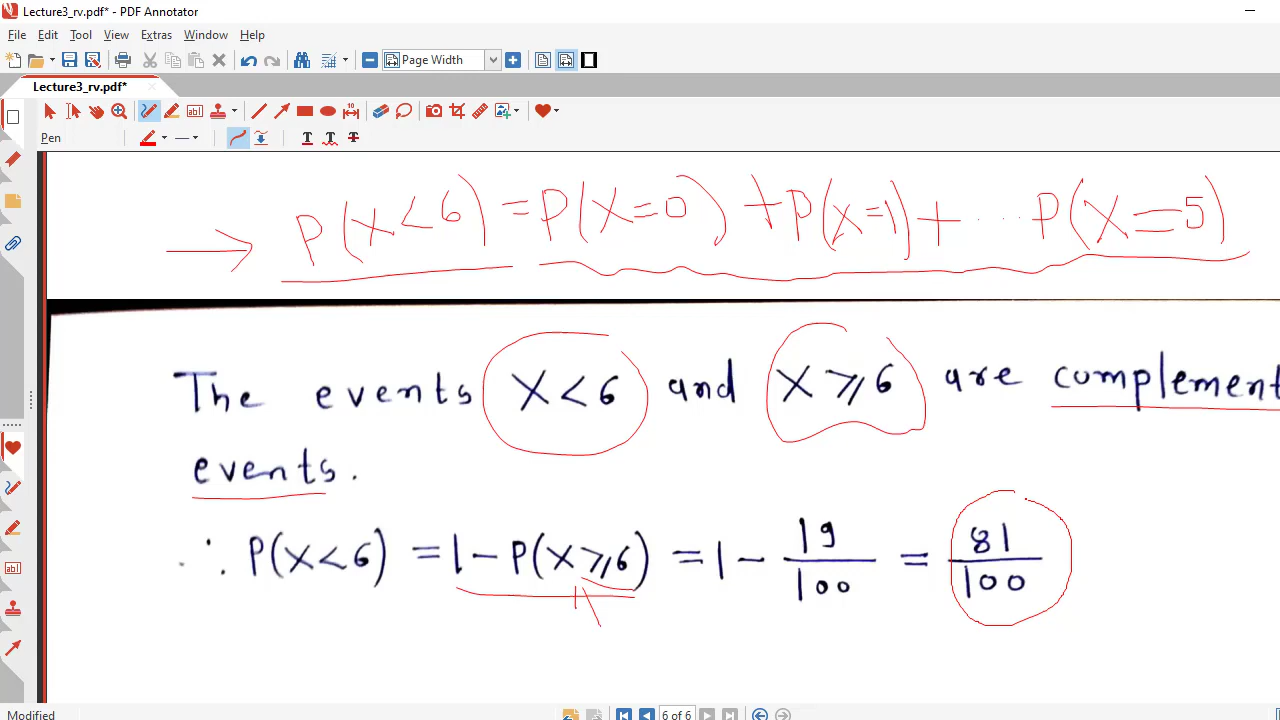 Lecture3_rv.pdf* - PDF Annotator
File Edit Tool View Extras Window Help
Page Width
Lecture3_rv.pdf*
Pen
→ P(X<6) = P(X=0) + P(X=1) + ... P(X=5)
The events X<6 and X⩾6 are complement
events.
∴ P(X<6) = 1 - P(X⩾6) = 1 - 19/100 = 81/100
Modified 6 of 6